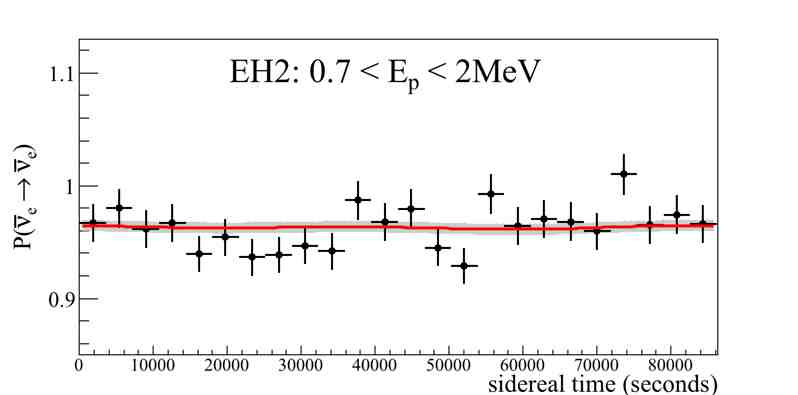 EH2: 0.7 < Eₚ < 2MeV
P(ν̅ₑ → ν̅ₑ)
1.1
1
0.9
0 10000 20000 30000 40000 50000 60000 70000 80000
sidereal time (seconds)